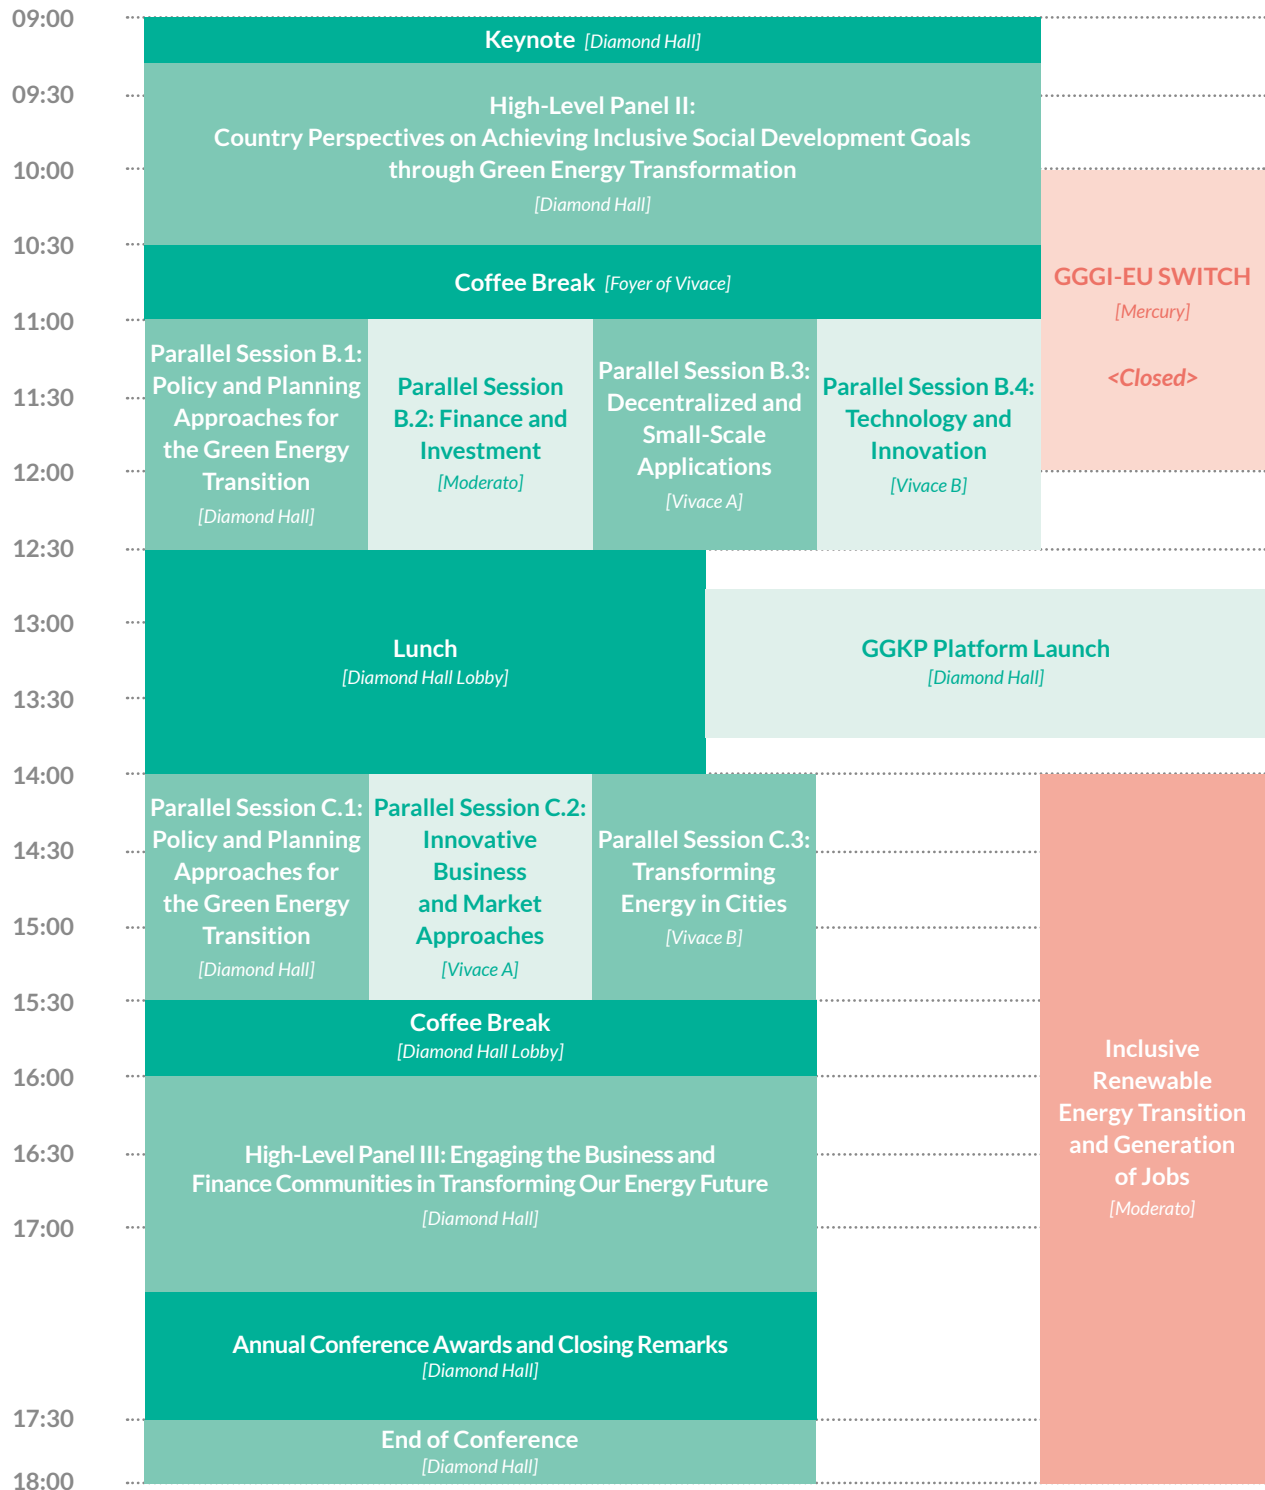 09:00
Keynote [Diamond Hall]
09:30
High-Level Panel II:
Country Perspectives on Achieving Inclusive Social Development Goals
through Green Energy Transformation
[Diamond Hall]
10:00
10:30
Coffee Break [Foyer of Vivace]
GGGI-EU SWITCH
[Mercury]
<Closed>
11:00
Parallel Session B.1:
Policy and Planning
Approaches for
the Green Energy
Transition
[Diamond Hall]
Parallel Session
B.2: Finance and
Investment
[Moderato]
Parallel Session B.3:
Decentralized and
Small-Scale
Applications
[Vivace A]
Parallel Session B.4:
Technology and
Innovation
[Vivace B]
11:30
12:00
12:30
13:00
Lunch
[Diamond Hall Lobby]
GGKP Platform Launch
[Diamond Hall]
13:30
14:00
Parallel Session C.1:
Policy and Planning
Approaches for
the Green Energy
Transition
[Diamond Hall]
Parallel Session C.2:
Innovative
Business
and Market
Approaches
[Vivace A]
Parallel Session C.3:
Transforming
Energy in Cities
[Vivace B]
14:30
15:00
15:30
Coffee Break
[Diamond Hall Lobby]
Inclusive
Renewable
Energy Transition
and Generation
of Jobs
[Moderato]
16:00
16:30
High-Level Panel III: Engaging the Business and
Finance Communities in Transforming Our Energy Future
[Diamond Hall]
17:00
Annual Conference Awards and Closing Remarks
[Diamond Hall]
17:30
End of Conference
[Diamond Hall]
18:00